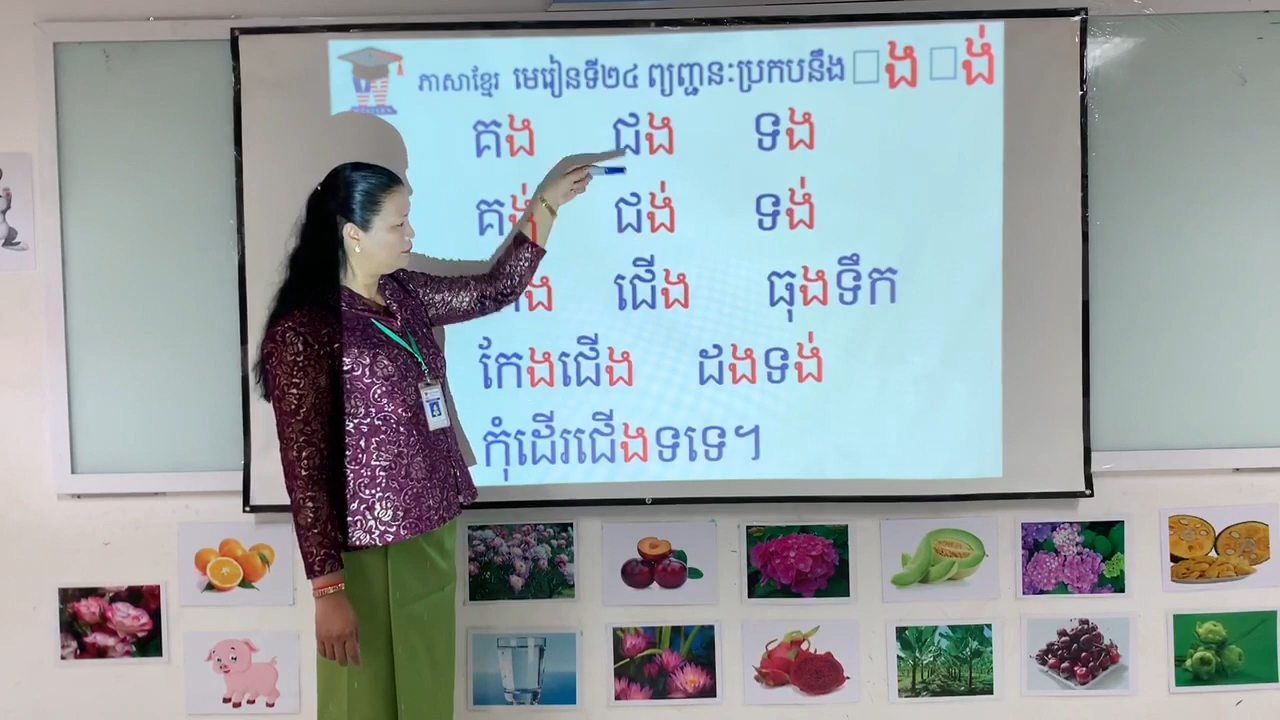 ភាសាខ្មែរ មេរៀនទី២៤ ព្យញ្ជនៈប្រកបនឹង □ង □ង់
គង ជង ទង
គង់ ជង់ ទង់
ជើង ធុងទឹក
កែងជើង ដងទង់
កុំដើរជើងទទេ។